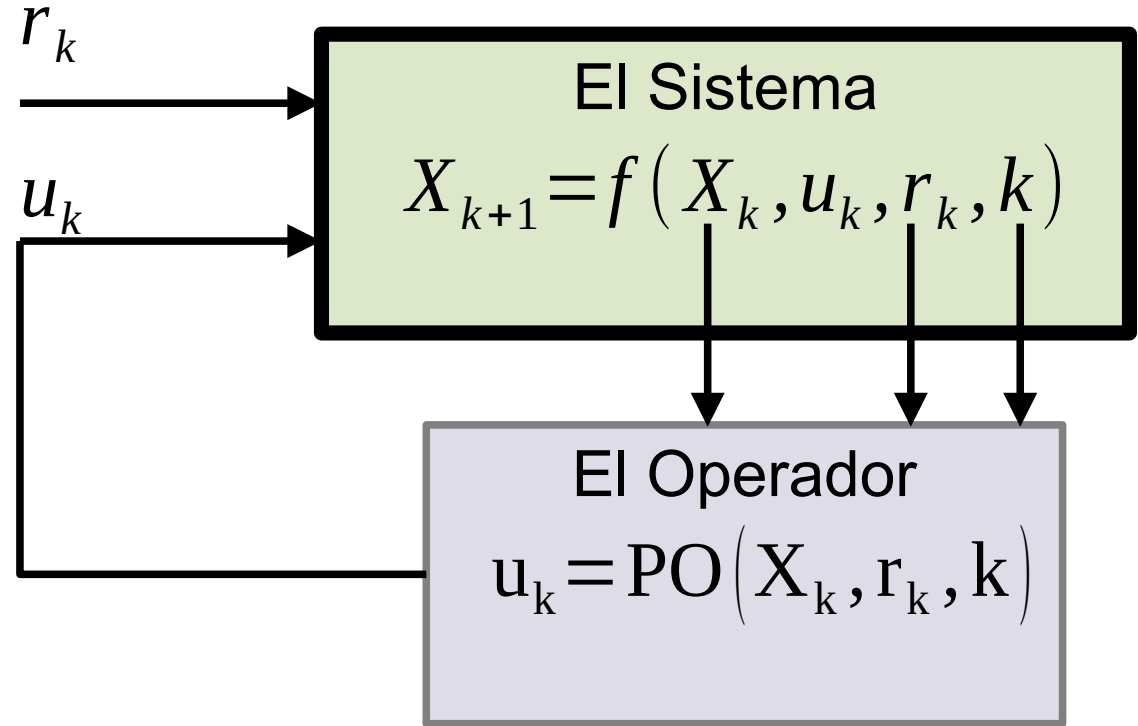 r_k
El Sistema
u_k
X_{k+1}=f(X_k,u_k,r_k,k)
El Operador
u_k=PO(X_k,r_k,k)